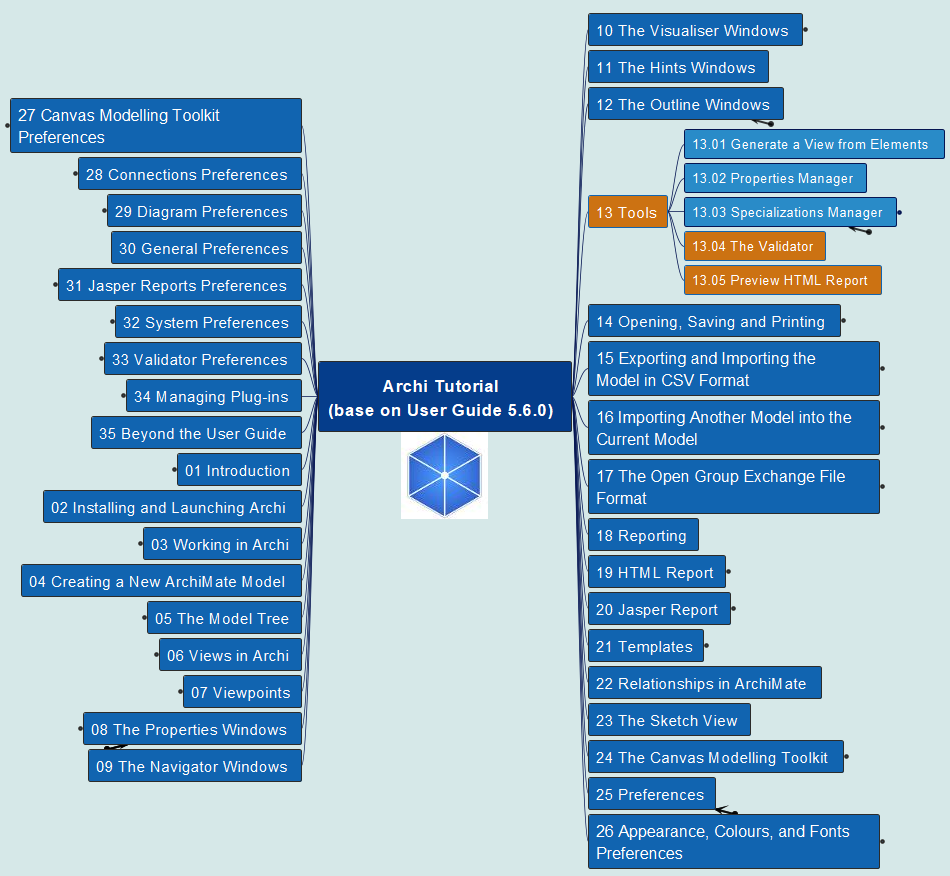 Archi Tutorial
(base on User Guide 5.6.0)
01 Introduction
02 Installing and Launching Archi
03 Working in Archi
04 Creating a New ArchiMate Model
05 The Model Tree
06 Views in Archi
07 Viewpoints
08 The Properties Windows
09 The Navigator Windows
10 The Visualiser Windows
11 The Hints Windows
12 The Outline Windows
13 Tools
13.01 Generate a View from Elements
13.02 Properties Manager
13.03 Specializations Manager
13.04 The Validator
13.05 Preview HTML Report
14 Opening, Saving and Printing
15 Exporting and Importing the
Model in CSV Format
16 Importing Another Model into the
Current Model
17 The Open Group Exchange File
Format
18 Reporting
19 HTML Report
20 Jasper Report
21 Templates
22 Relationships in ArchiMate
23 The Sketch View
24 The Canvas Modelling Toolkit
25 Preferences
26 Appearance, Colours, and Fonts
Preferences
27 Canvas Modelling Toolkit
Preferences
28 Connections Preferences
29 Diagram Preferences
30 General Preferences
31 Jasper Reports Preferences
32 System Preferences
33 Validator Preferences
34 Managing Plug-ins
35 Beyond the User Guide